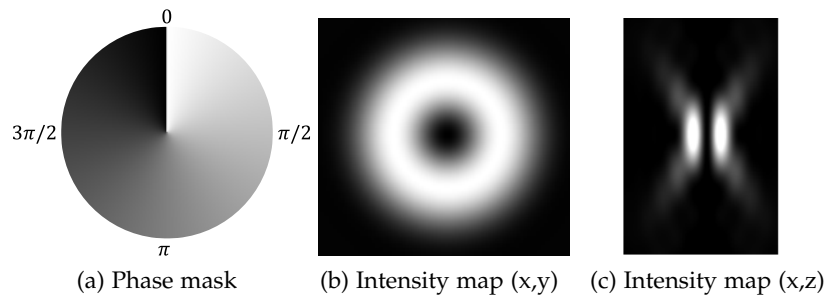 0
3π/2
π/2
π
(a) Phase mask
(b) Intensity map (x,y)
(c) Intensity map (x,z)